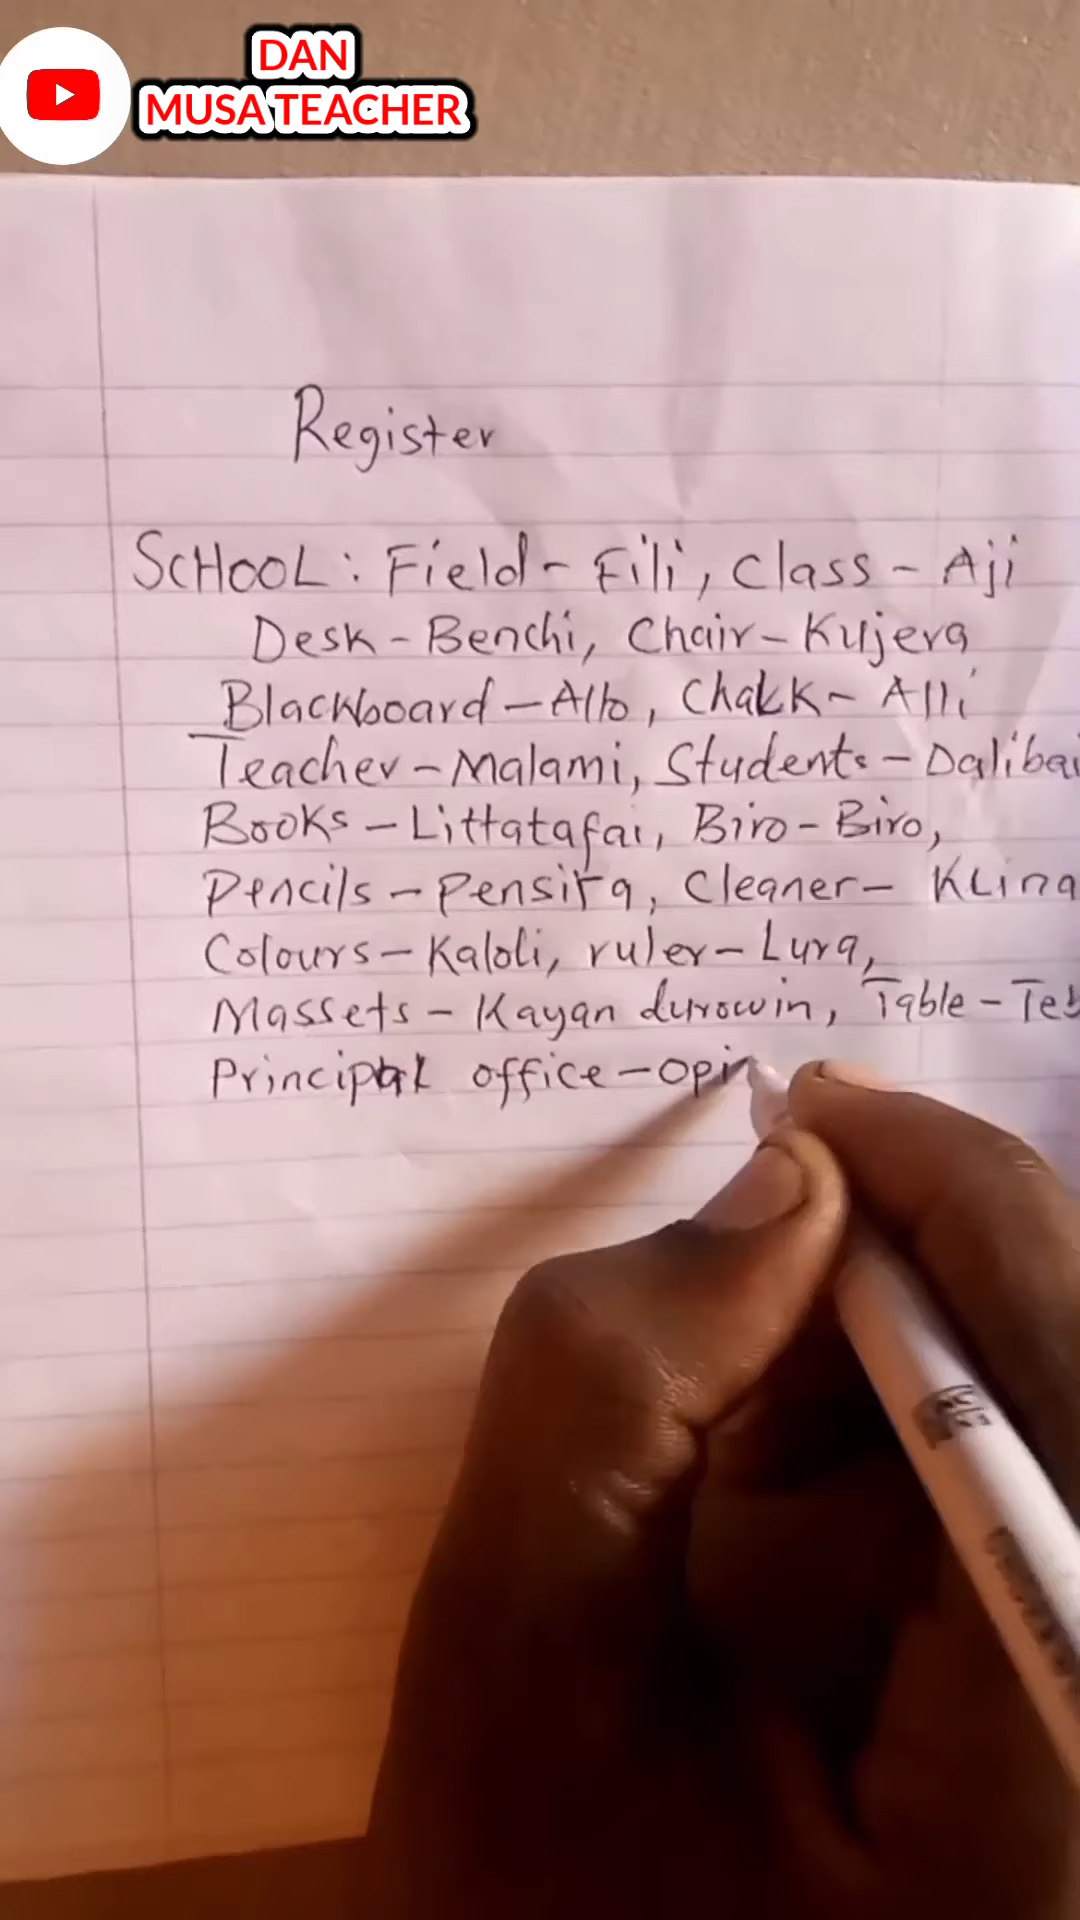 DAN
MUSA TEACHER
Register
SCHOOL: Field - Fili, Class - Aji
Desk - Benchi, Chair - Kujera
Blackboard - Allo, Chalk - Alli
Teacher - Malami, Students - Dalibai
Books - Littatafai, Biro - Biro,
Pencils - Pensira, Cleaner - KLina
Colours - Kaloli, ruler - Lura,
Massets - Kayan durowin, Table - Teb
Principal office - Opi